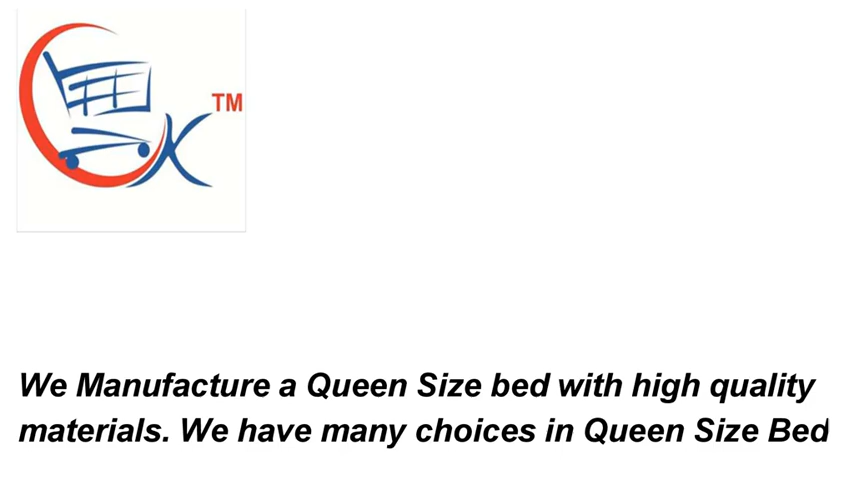 TM
We Manufacture a Queen Size bed with high quality
materials. We have many choices in Queen Size Bed